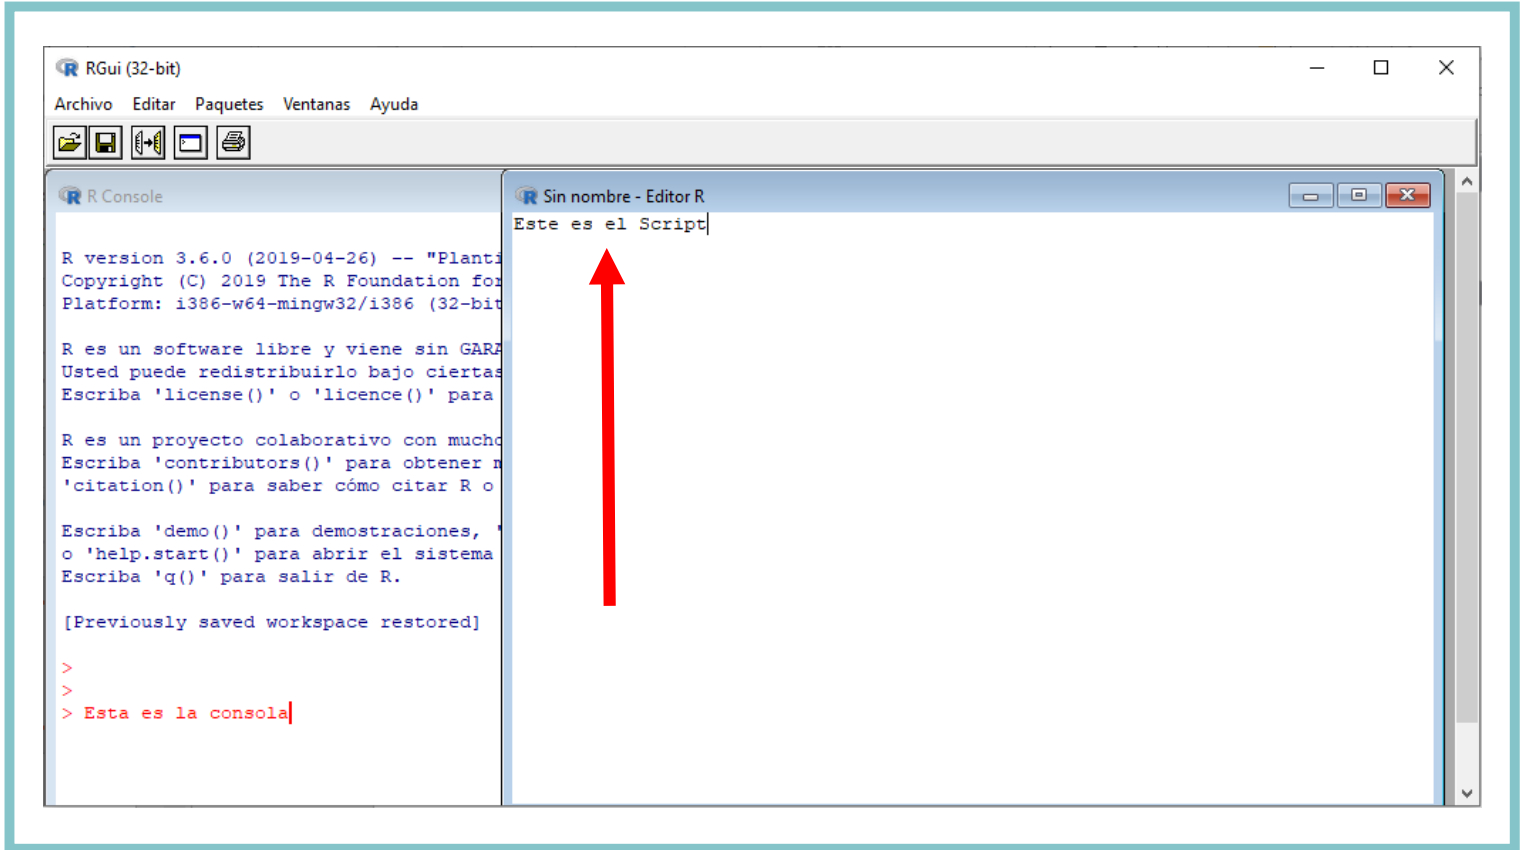 RGui (32-bit)
Archivo Editar Paquetes Ventanas Ayuda
R Console
R version 3.6.0 (2019-04-26) -- "Planti
Copyright (C) 2019 The R Foundation for
Platform: i386-w64-mingw32/i386 (32-bit
R es un software libre y viene sin GARA
Usted puede redistribuirlo bajo ciertas
Escriba 'license()' o 'licence()' para
R es un proyecto colaborativo con mucho
Escriba 'contributors()' para obtener m
'citation()' para saber cómo citar R o
Escriba 'demo()' para demostraciones, '
o 'help.start()' para abrir el sistema
Escriba 'q()' para salir de R.
[Previously saved workspace restored]
>
>
> Esta es la consola
Sin nombre - Editor R
Este es el Script